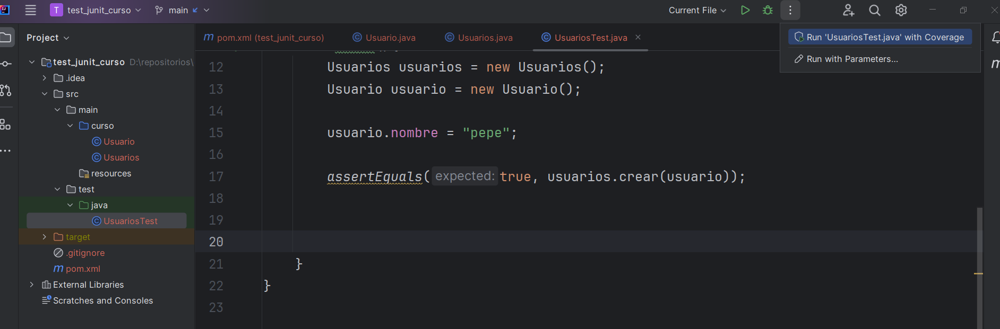 T test_junit_curso main Current File
Project
pom.xml (test_junit_curso) Usuario.java Usuarios.java UsuariosTest.java
Run 'UsuariosTest.java' with Coverage
Run with Parameters...
test_junit_curso D:\repositorios\
.idea
src
main
curso
Usuario
Usuarios
resources
test
java
UsuariosTest
target
.gitignore
pom.xml
External Libraries
Scratches and Consoles
12 Usuarios usuarios = new Usuarios();
13 Usuario usuario = new Usuario();
14
15 usuario.nombre = "pepe";
16
17 assertEquals( expected: true, usuarios.crear(usuario));
18
19
20
21 }
22 }
23